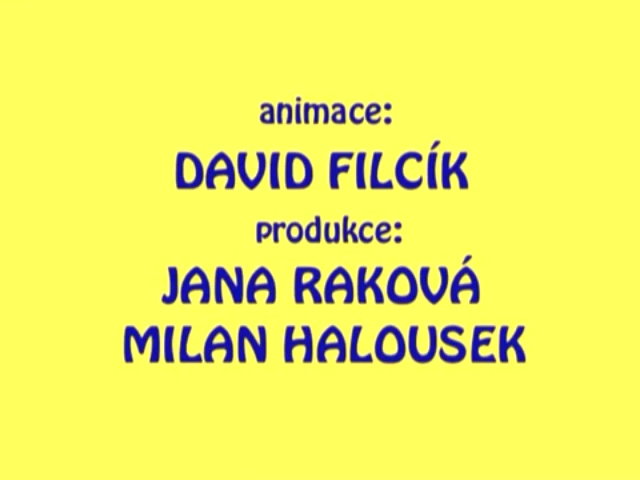 animace:
DAVID FILCÍK
produkce:
JANA RAKOVÁ
MILAN HALOUSEK